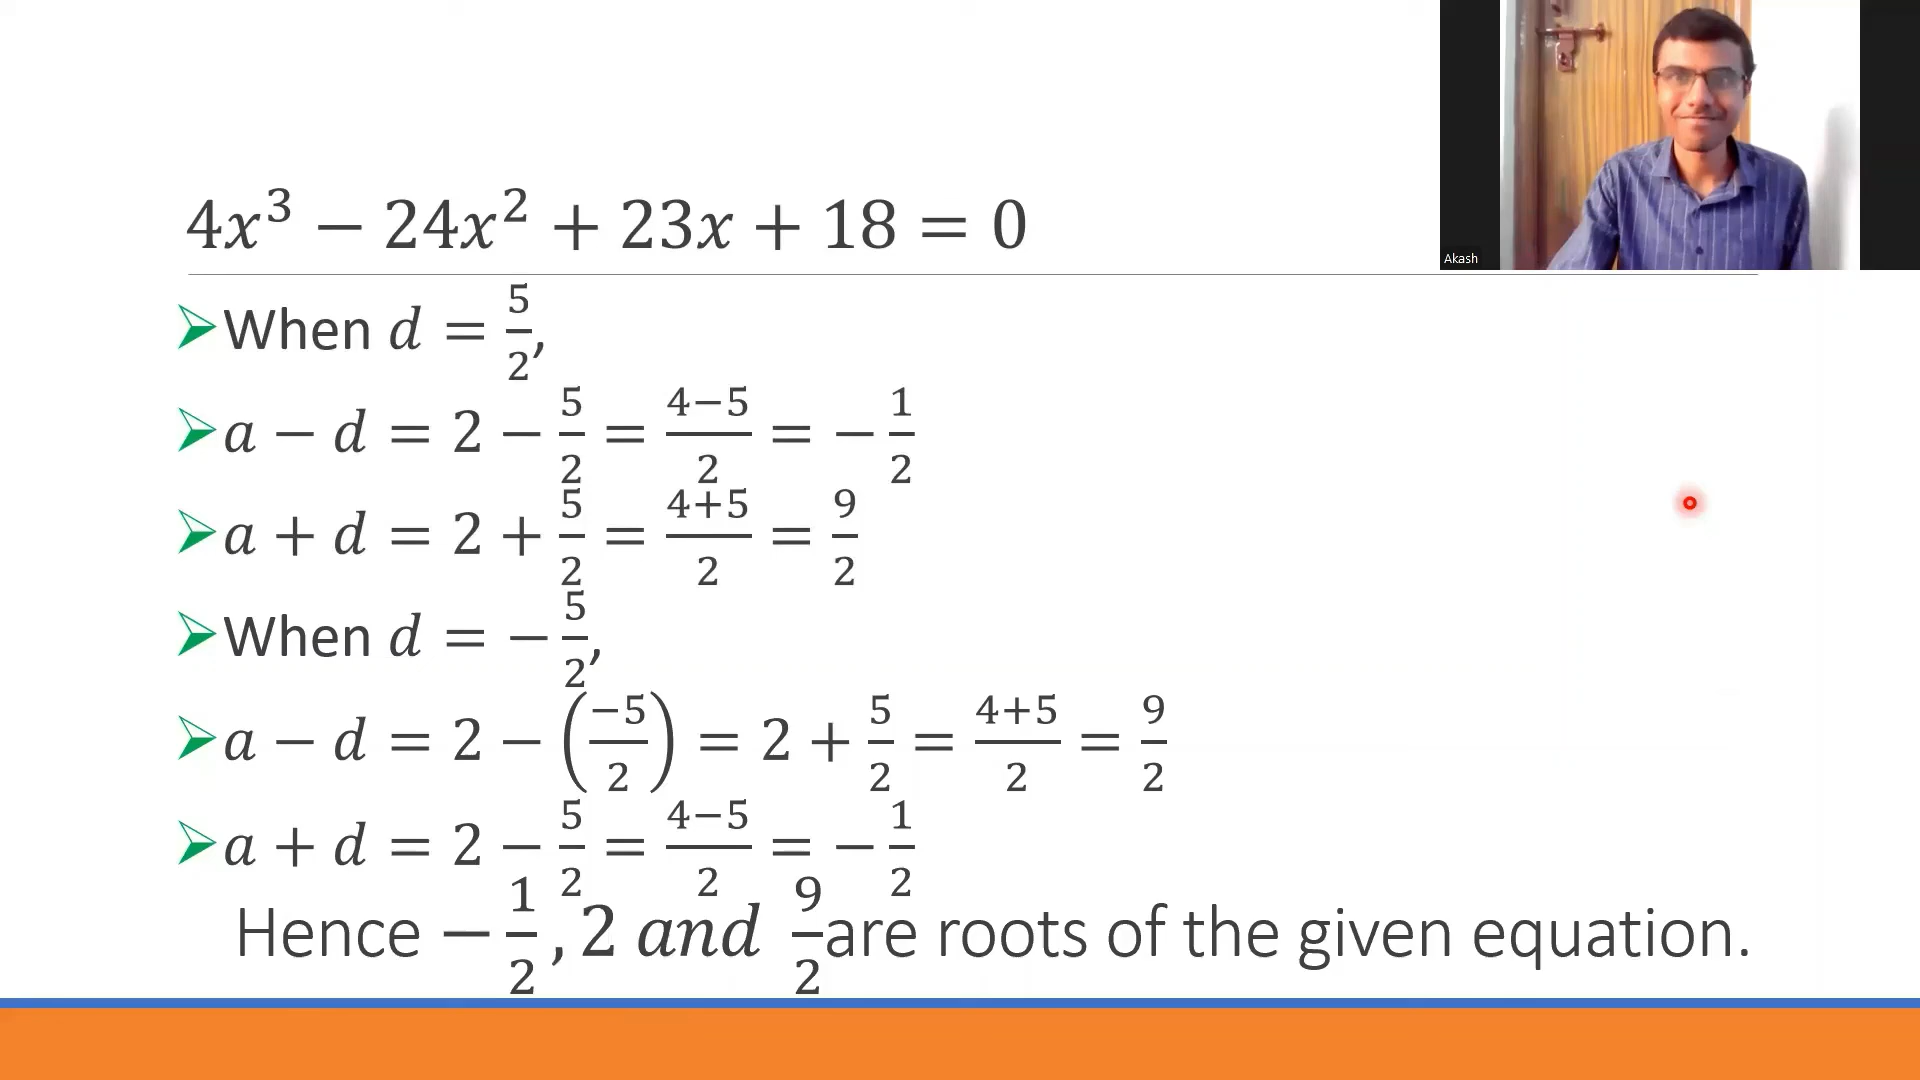 Akash
4x³ − 24x² + 23x + 18 = 0
➢When d = 5/2,
➢a − d = 2 − 5/2 = (4−5)/2 = −1/2
➢a + d = 2 + 5/2 = (4+5)/2 = 9/2
➢When d = −5/2,
➢a − d = 2 − (−5/2) = 2 + 5/2 = (4+5)/2 = 9/2
➢a + d = 2 − 5/2 = (4−5)/2 = −1/2
Hence −1/2, 2 and 9/2 are roots of the given equation.